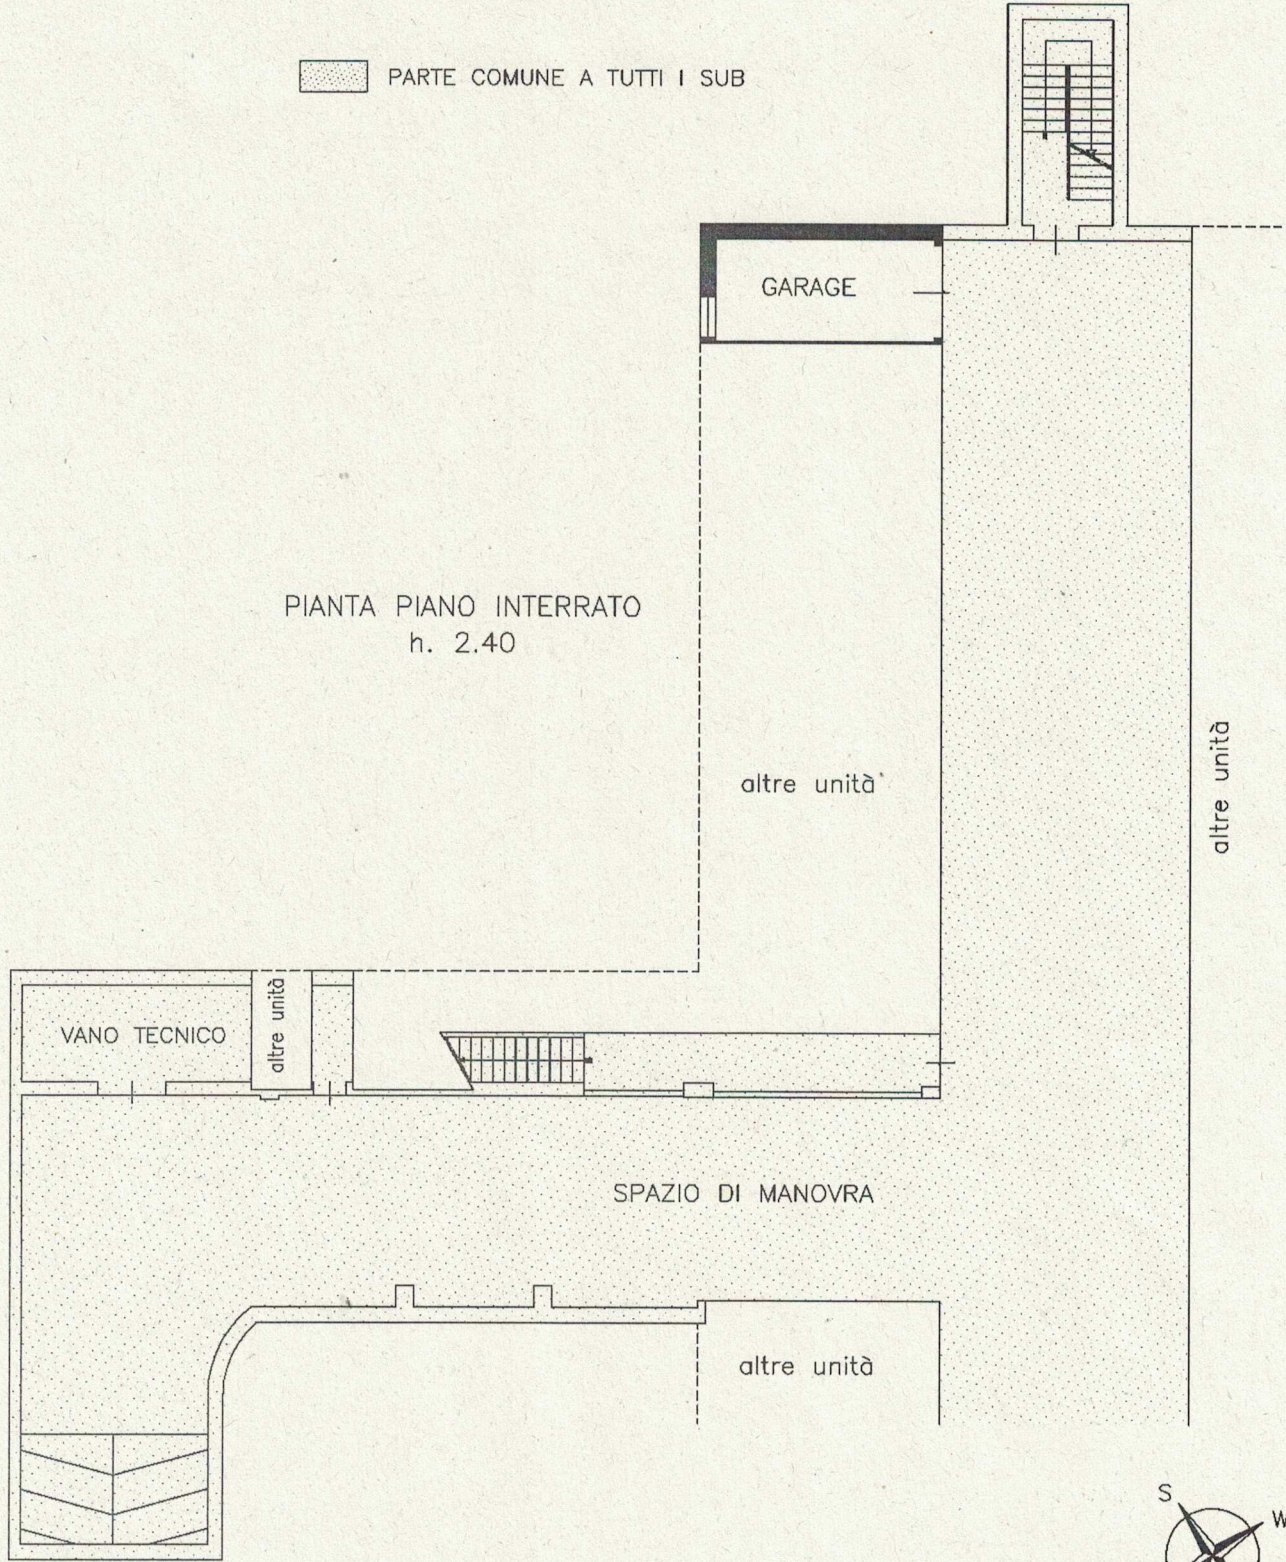 PARTE COMUNE A TUTTI I SUB
GARAGE
PIANTA PIANO INTERRATO
h. 2.40
altre unità
altre unità
VANO TECNICO
altre unità
SPAZIO DI MANOVRA
altre unità
S
W